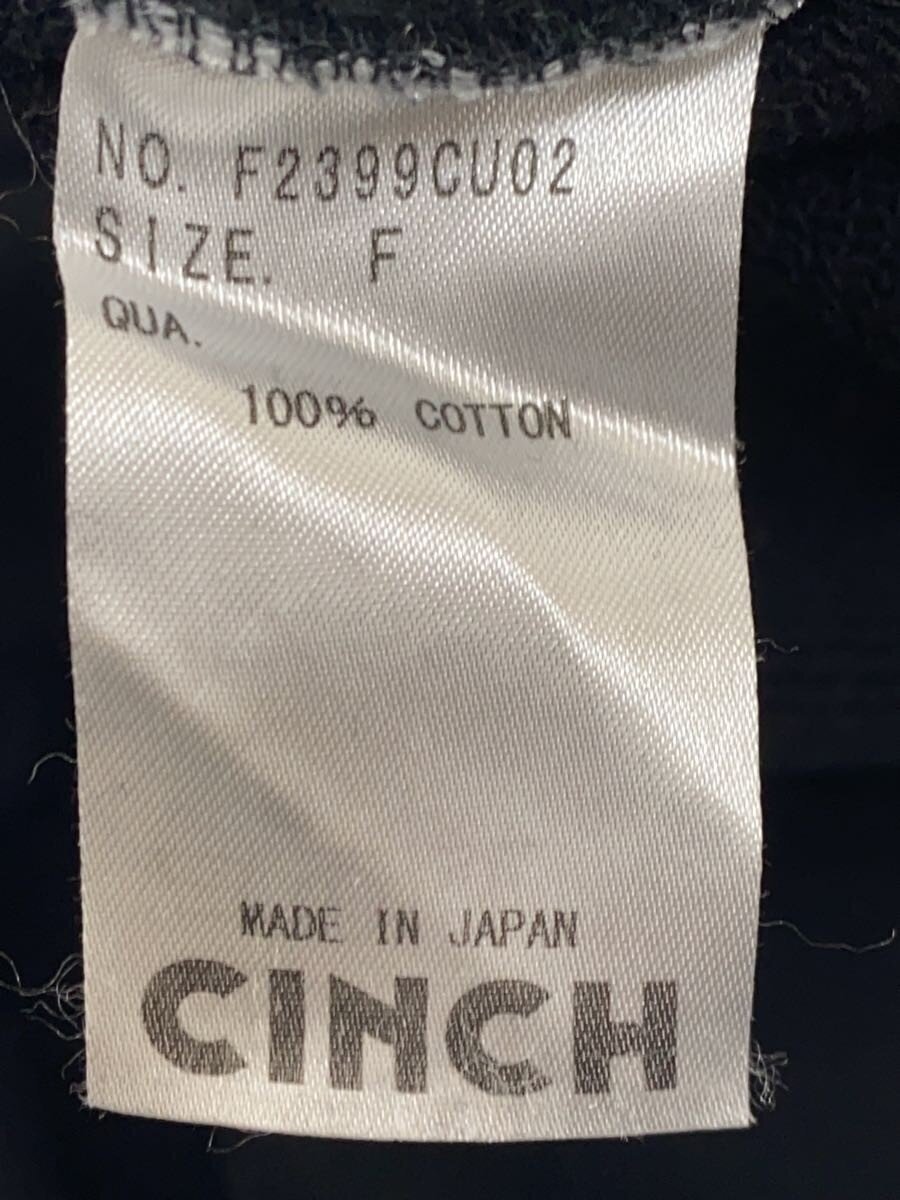 NO. F2399CU02
SIZE. F
QUA.
100% COTTON
MADE IN JAPAN
CINCH